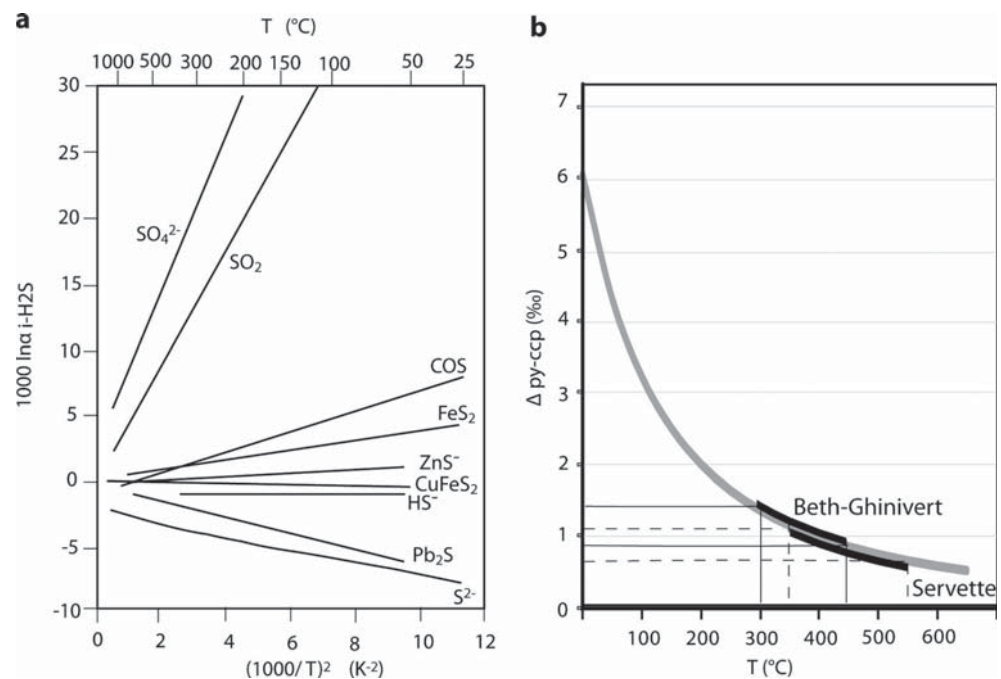 a
T (°C)
1000 500 300 200 150 100 50 25
30
25
20
15
10
5
0
-5
-10
1000 lnα i-H2S
SO₄²⁻
SO₂
COS
FeS₂
ZnS⁻
CuFeS₂
HS⁻
Pb₂S
S²⁻
0 2 4 6 8 10 12
(1000/ T)² (K⁻²)
b
7
6
5
4
3
2
1
0
Δ py-ccp (‰)
Beth-Ghinivert
Servette
100 200 300 400 500 600
T (°C)